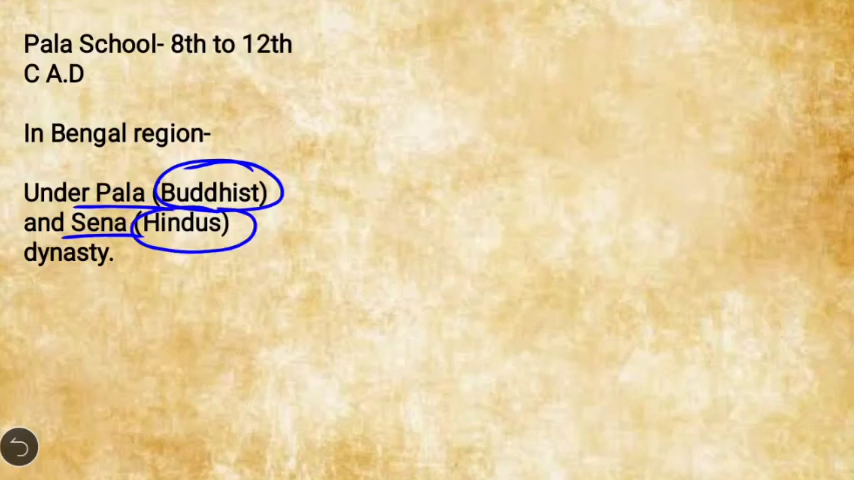 Pala School- 8th to 12th
C A.D
In Bengal region-
Under Pala (Buddhist)
and Sena (Hindus)
dynasty.